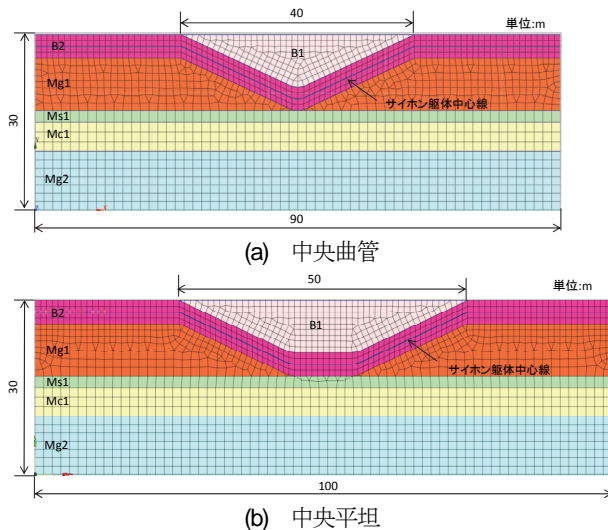 40
単位:m
B2
B1
Mg1
サイホン躯体中心線
30
Ms1
Mc1
Mg2
90
(a) 中央曲管
50
単位:m
B2
B1
Mg1
サイホン躯体中心線
30
Ms1
Mc1
Mg2
100
(b) 中央平坦